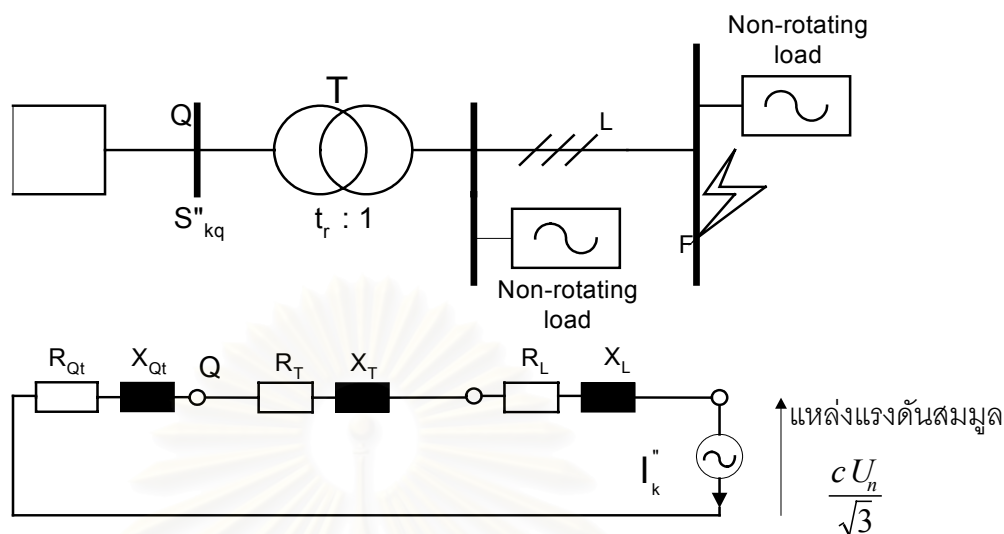 Non-rotating
load
T
Q
L
S"kq
tr : 1
F
Non-rotating
load
RQt
XQt
Q
RT
XT
RL
XL
I"k
แหล่งแรงดันสมมูล
c Un
√3